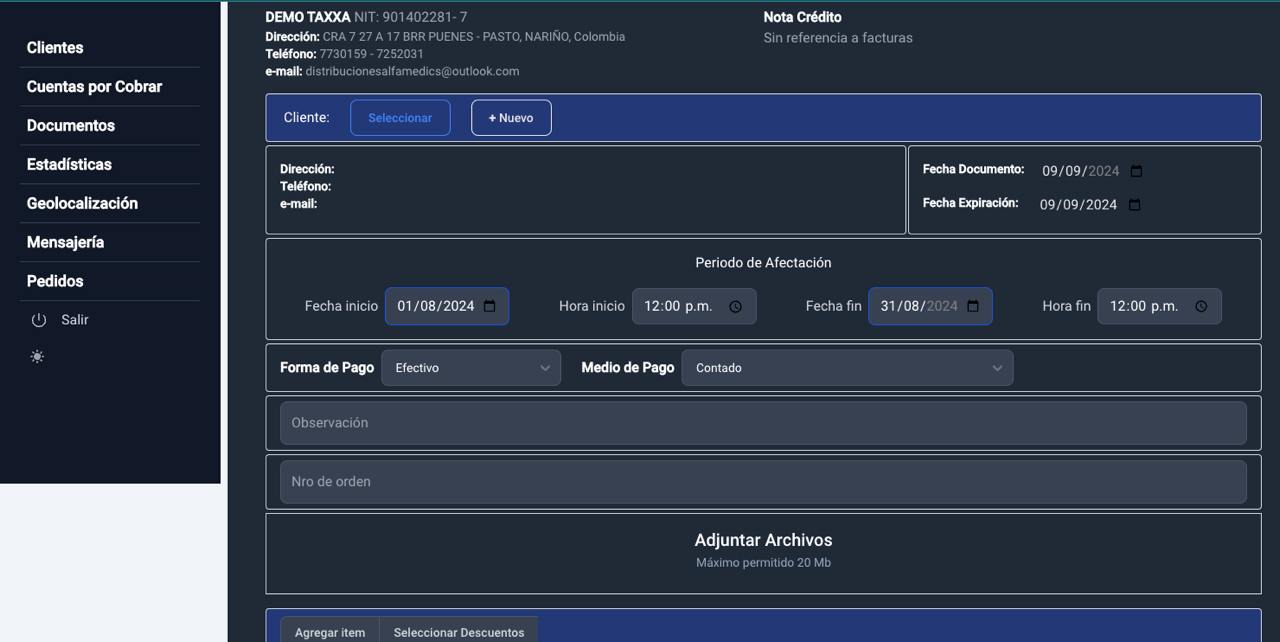 Clientes
Cuentas por Cobrar
Documentos
Estadísticas
Geolocalización
Mensajería
Pedidos
Salir
DEMO TAXXA NIT: 901402281- 7
Dirección: CRA 7 27 A 17 BRR PUENES - PASTO, NARIÑO, Colombia
Teléfono: 7730159 - 7252031
e-mail: distribucionesalfamedics@outlook.com
Nota Crédito
Sin referencia a facturas
Cliente: Seleccionar + Nuevo
Dirección:
Teléfono:
e-mail:
Fecha Documento: 09/09/2024
Fecha Expiración: 09/09/2024
Periodo de Afectación
Fecha inicio 01/08/2024 Hora inicio 12:00 p.m. Fecha fin 31/08/2024 Hora fin 12:00 p.m.
Forma de Pago Efectivo Medio de Pago Contado
Observación
Nro de orden
Adjuntar Archivos
Máximo permitido 20 Mb
Agregar item Seleccionar Descuentos